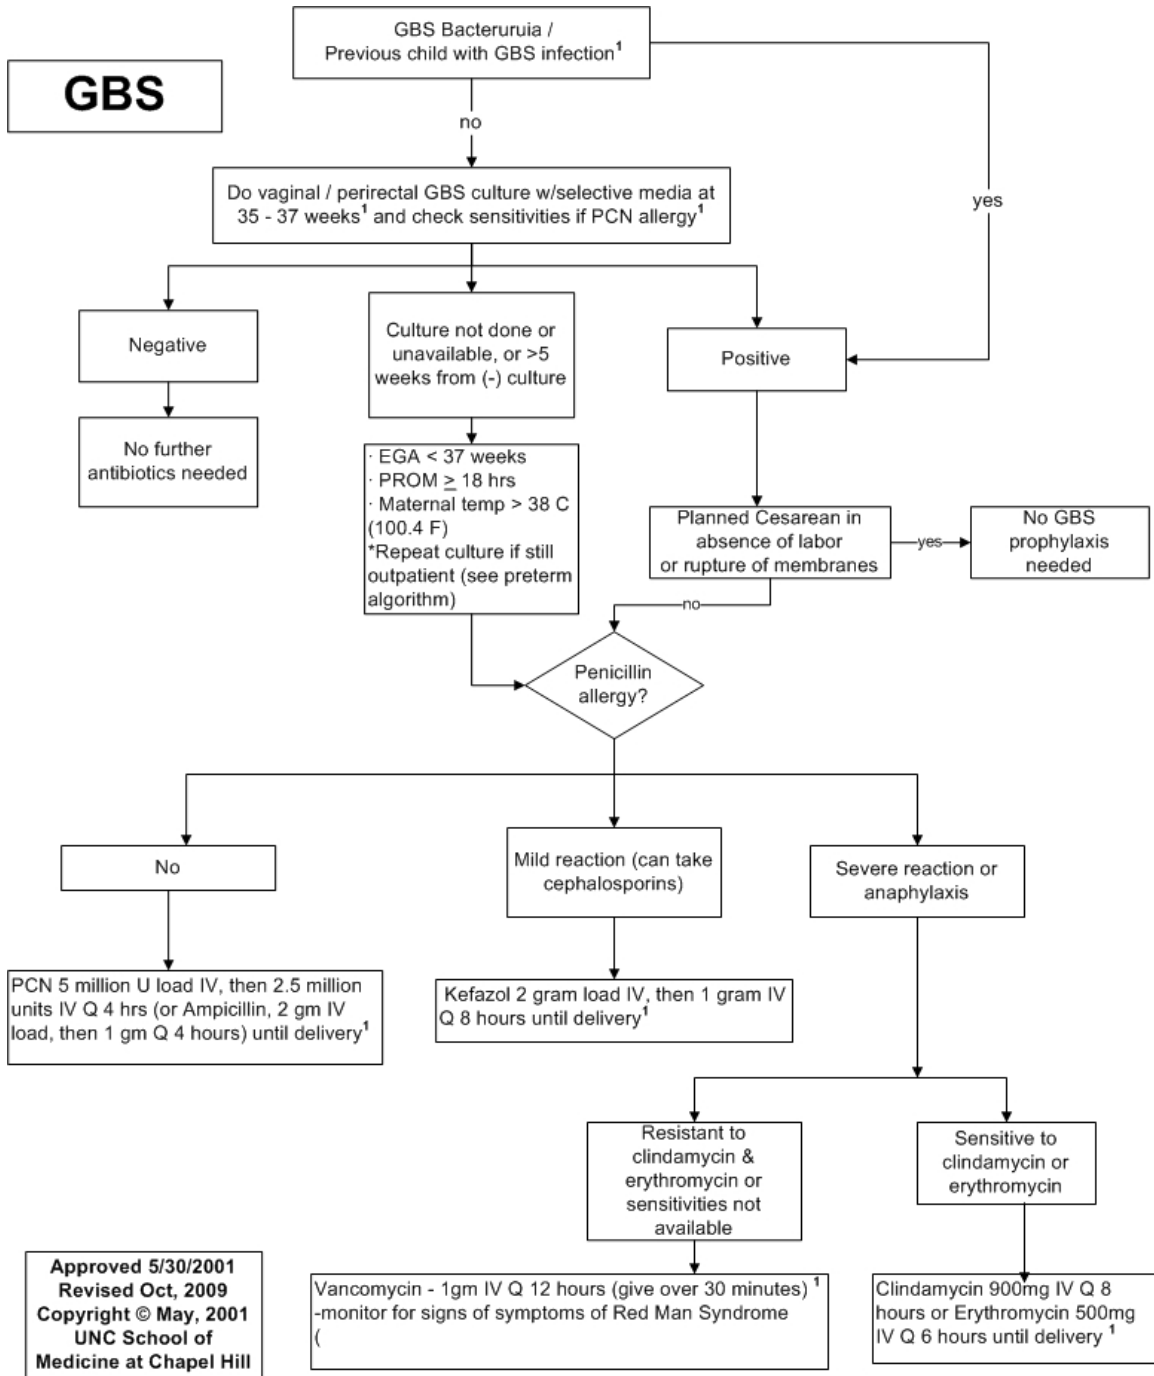 GBS Bacteruruia /
Previous child with GBS infection¹
GBS
no
yes
Do vaginal / perirectal GBS culture w/selective media at
35 - 37 weeks¹ and check sensitivities if PCN allergy¹
Negative
Culture not done or
unavailable, or >5
weeks from (-) culture
Positive
No further
antibiotics needed
· EGA < 37 weeks
· PROM ≥ 18 hrs
· Maternal temp > 38 C
(100.4 F)
*Repeat culture if still
outpatient (see preterm
algorithm)
Planned Cesarean in
absence of labor
or rupture of membranes
yes
No GBS
prophylaxis
needed
no
Penicillin
allergy?
No
Mild reaction (can take
cephalosporins)
Severe reaction or
anaphylaxis
PCN 5 million U load IV, then 2.5 million
units IV Q 4 hrs (or Ampicillin, 2 gm IV
load, then 1 gm Q 4 hours) until delivery¹
Kefazol 2 gram load IV, then 1 gram IV
Q 8 hours until delivery¹
Resistant to
clindamycin &
erythromycin or
sensitivities not
available
Sensitive to
clindamycin or
erythromycin
Vancomycin - 1gm IV Q 12 hours (give over 30 minutes) ¹
-monitor for signs of symptoms of Red Man Syndrome
(
Clindamycin 900mg IV Q 8
hours or Erythromycin 500mg
IV Q 6 hours until delivery ¹
Approved 5/30/2001
Revised Oct, 2009
Copyright © May, 2001
UNC School of
Medicine at Chapel Hill